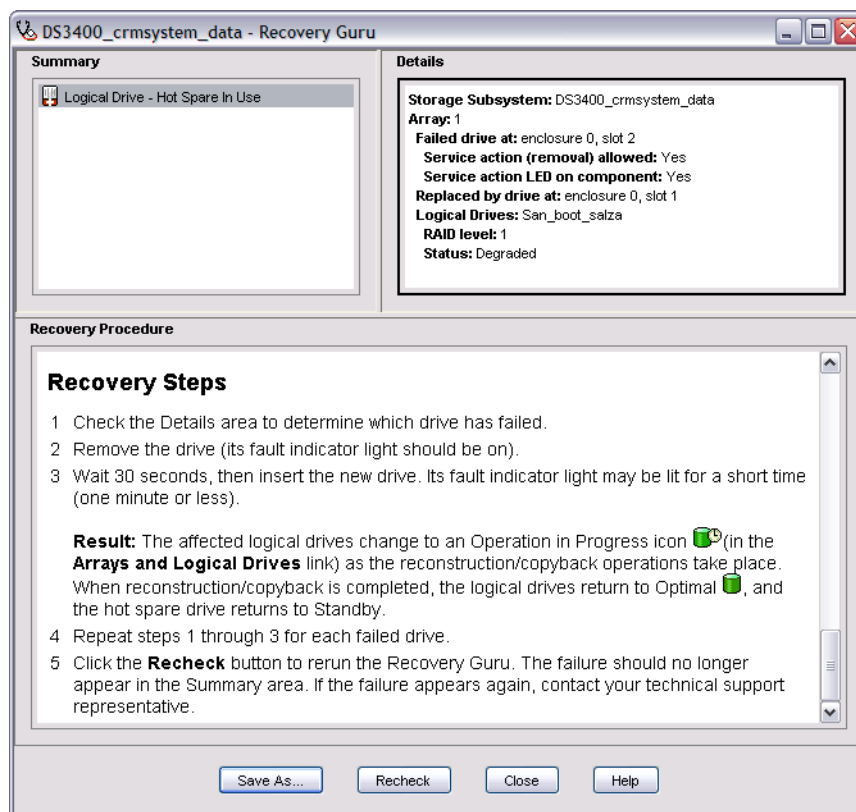 DS3400_crmsystem_data - Recovery Guru
Summary
Logical Drive - Hot Spare In Use
Details
Storage Subsystem: DS3400_crmsystem_data
Array: 1
Failed drive at: enclosure 0, slot 2
Service action (removal) allowed: Yes
Service action LED on component: Yes
Replaced by drive at: enclosure 0, slot 1
Logical Drives: San_boot_salza
RAID level: 1
Status: Degraded
Recovery Procedure
Recovery Steps
1 Check the Details area to determine which drive has failed.
2 Remove the drive (its fault indicator light should be on).
3 Wait 30 seconds, then insert the new drive. Its fault indicator light may be lit for a short time
(one minute or less).
Result: The affected logical drives change to an Operation in Progress icon (in the
Arrays and Logical Drives link) as the reconstruction/copyback operations take place.
When reconstruction/copyback is completed, the logical drives return to Optimal , and
the hot spare drive returns to Standby.
4 Repeat steps 1 through 3 for each failed drive.
5 Click the Recheck button to rerun the Recovery Guru. The failure should no longer
appear in the Summary area. If the failure appears again, contact your technical support
representative.
Save As... Recheck Close Help